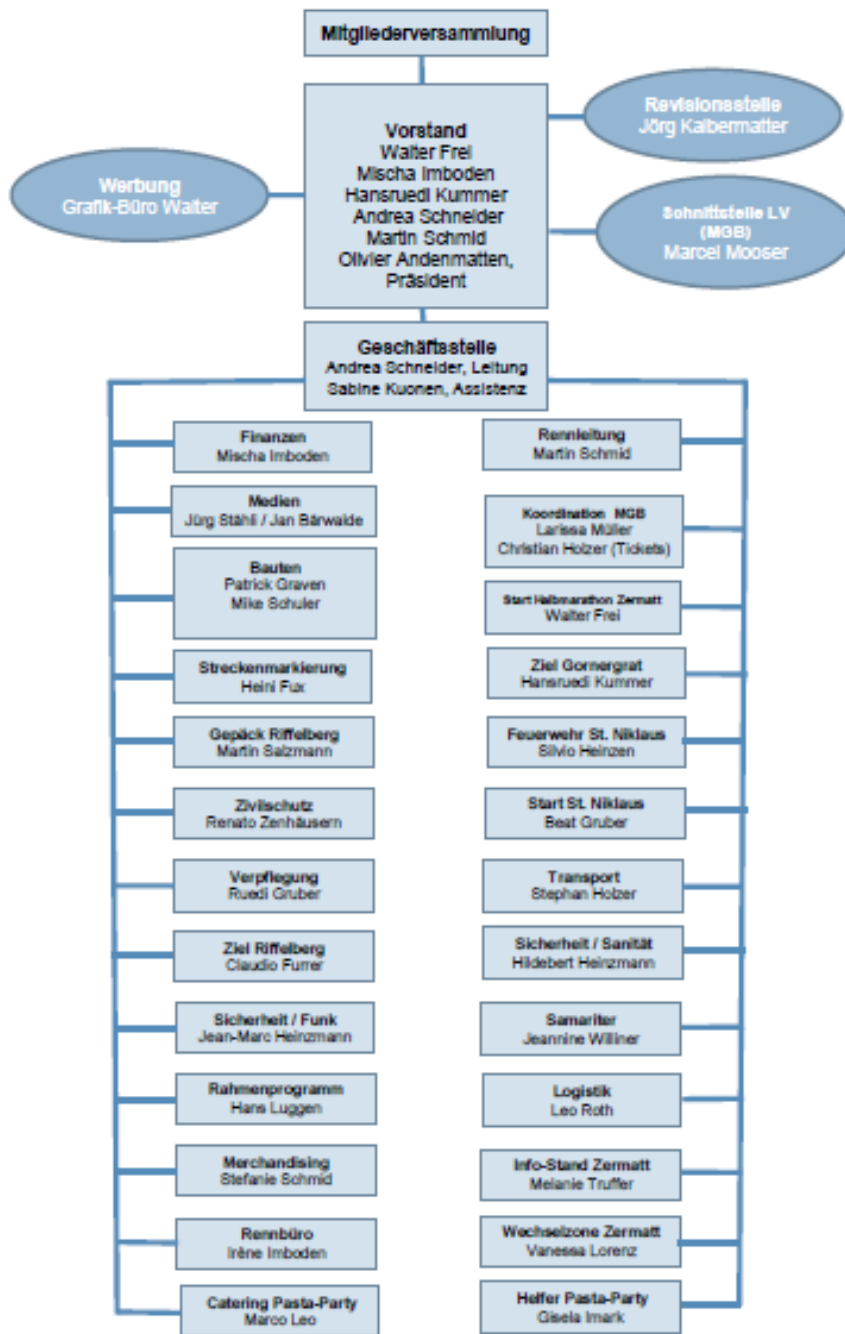 Mitgliederversammlung
Vorstand
Walter Frei
Mischa Imboden
Hansruedi Kummer
Andrea Schneider
Martin Schmid
Olivier Andenmatten,
Präsident
Revisionsstelle
Jörg Kalbermatter
Werbung
Grafik-Büro Walter
Schnittstelle LV
(MGB)
Marcel Mooser
Geschäftsstelle
Andrea Schneider, Leitung
Sabine Kuonen, Assistenz
Finanzen
Mischa Imboden
Medien
Jürg Stähli / Jan Bärwalde
Bauten
Patrick Graven
Mike Schuler
Streckenmarkierung
Heini Fux
Gepäck Riffelberg
Martin Salzmann
Zivilschutz
Renato Zenhäusern
Verpflegung
Ruedi Gruber
Ziel Riffelberg
Claudio Furrer
Sicherheit / Funk
Jean-Marc Heinzmann
Rahmenprogramm
Hans Luggen
Merchandising
Stefanie Schmid
Rennbüro
Irène Imboden
Catering Pasta-Party
Marco Leo
Rennleitung
Martin Schmid
Koordination MGB
Larissa Müller
Christian Holzer (Tickets)
Start Halbmarathon Zermatt
Walter Frei
Ziel Gornergrat
Hansruedi Kummer
Feuerwehr St. Niklaus
Silvio Heinzen
Start St. Niklaus
Beat Gruber
Transport
Stephan Holzer
Sicherheit / Sanität
Hildebert Heinzmann
Samariter
Jeannine Williner
Logistik
Leo Roth
Info-Stand Zermatt
Melanie Truffer
Wechselzone Zermatt
Vanessa Lorenz
Helfer Pasta-Party
Gisela Imark